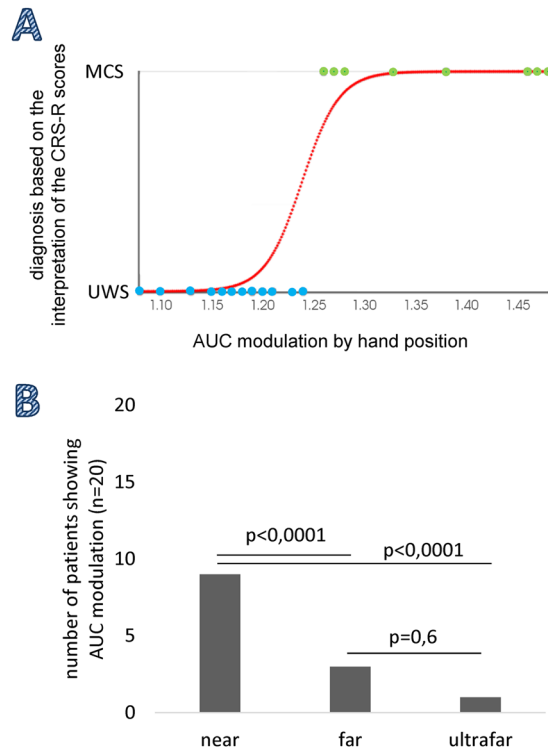 A
MCS
diagnosis based on the
interpretation of the CRS-R scores
UWS
1.10 1.15 1.20 1.25 1.30 1.35 1.40 1.45
AUC modulation by hand position
B
number of patients showing
AUC modulation (n=20)
20
15
10
5
0
p<0,0001
p<0,0001
p=0,6
near far ultrafar